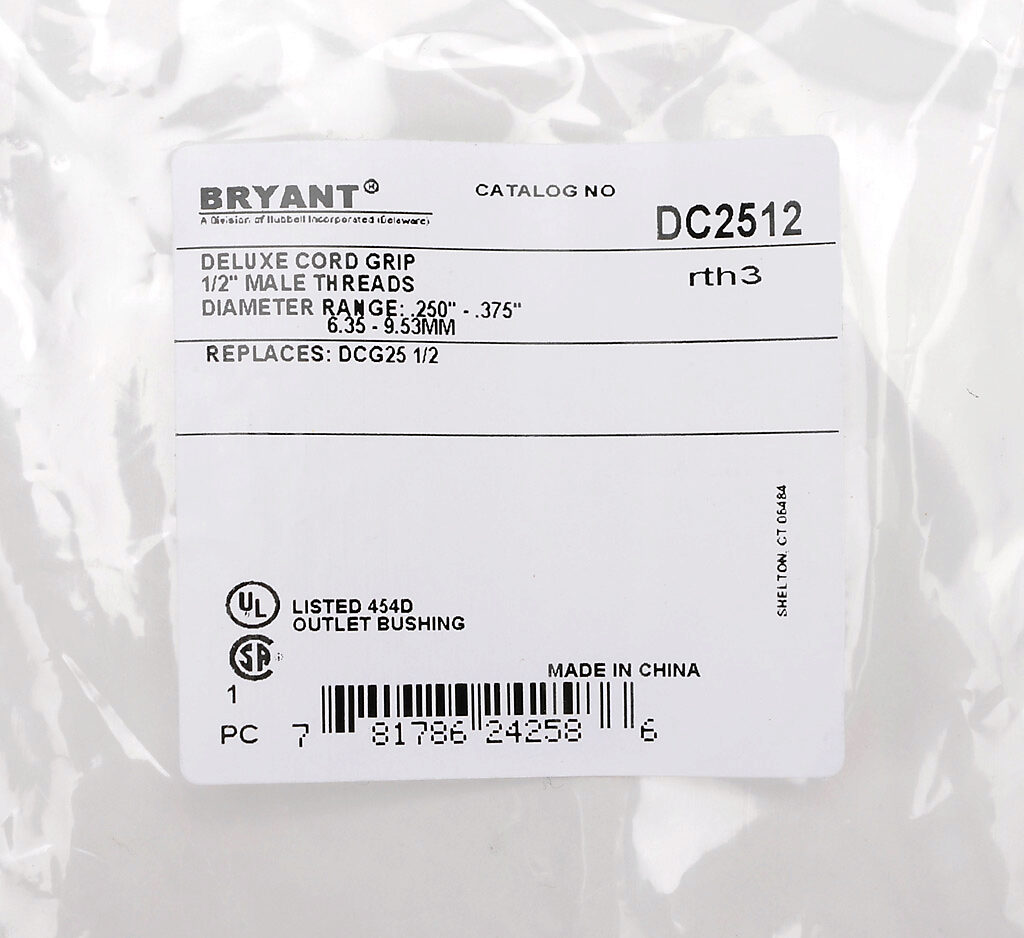 BRYANT®
A Division of Hubbell Incorporated (Delaware)
CATALOG NO
DC2512
rth3
DELUXE CORD GRIP
1/2" MALE THREADS
DIAMETER RANGE: .250" - .375"
6.35 - 9.53MM
REPLACES: DCG25 1/2
SHELTON, CT 06484
UL LISTED 454D
OUTLET BUSHING
SA
MADE IN CHINA
1
PC
7 81786 24258 6